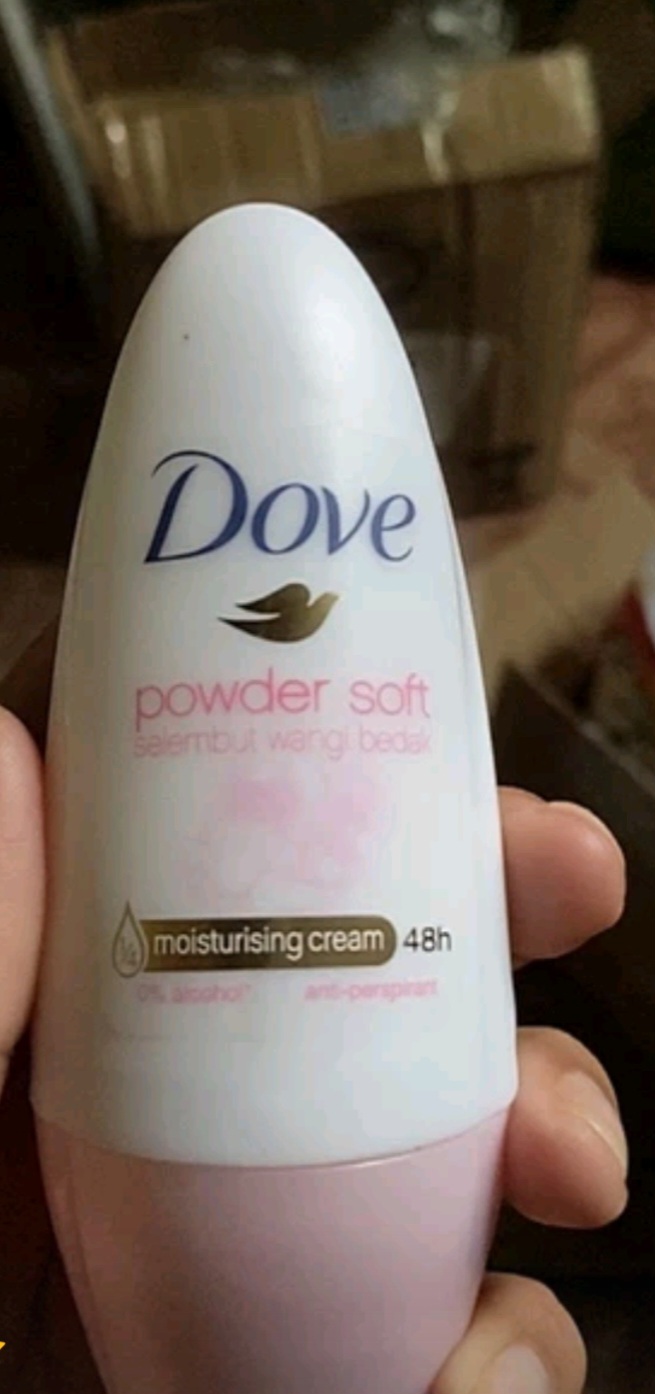 Dove
powder soft
selembut wangi bedak
¼ moisturising cream 48h
0% alcohol* anti-perspirant